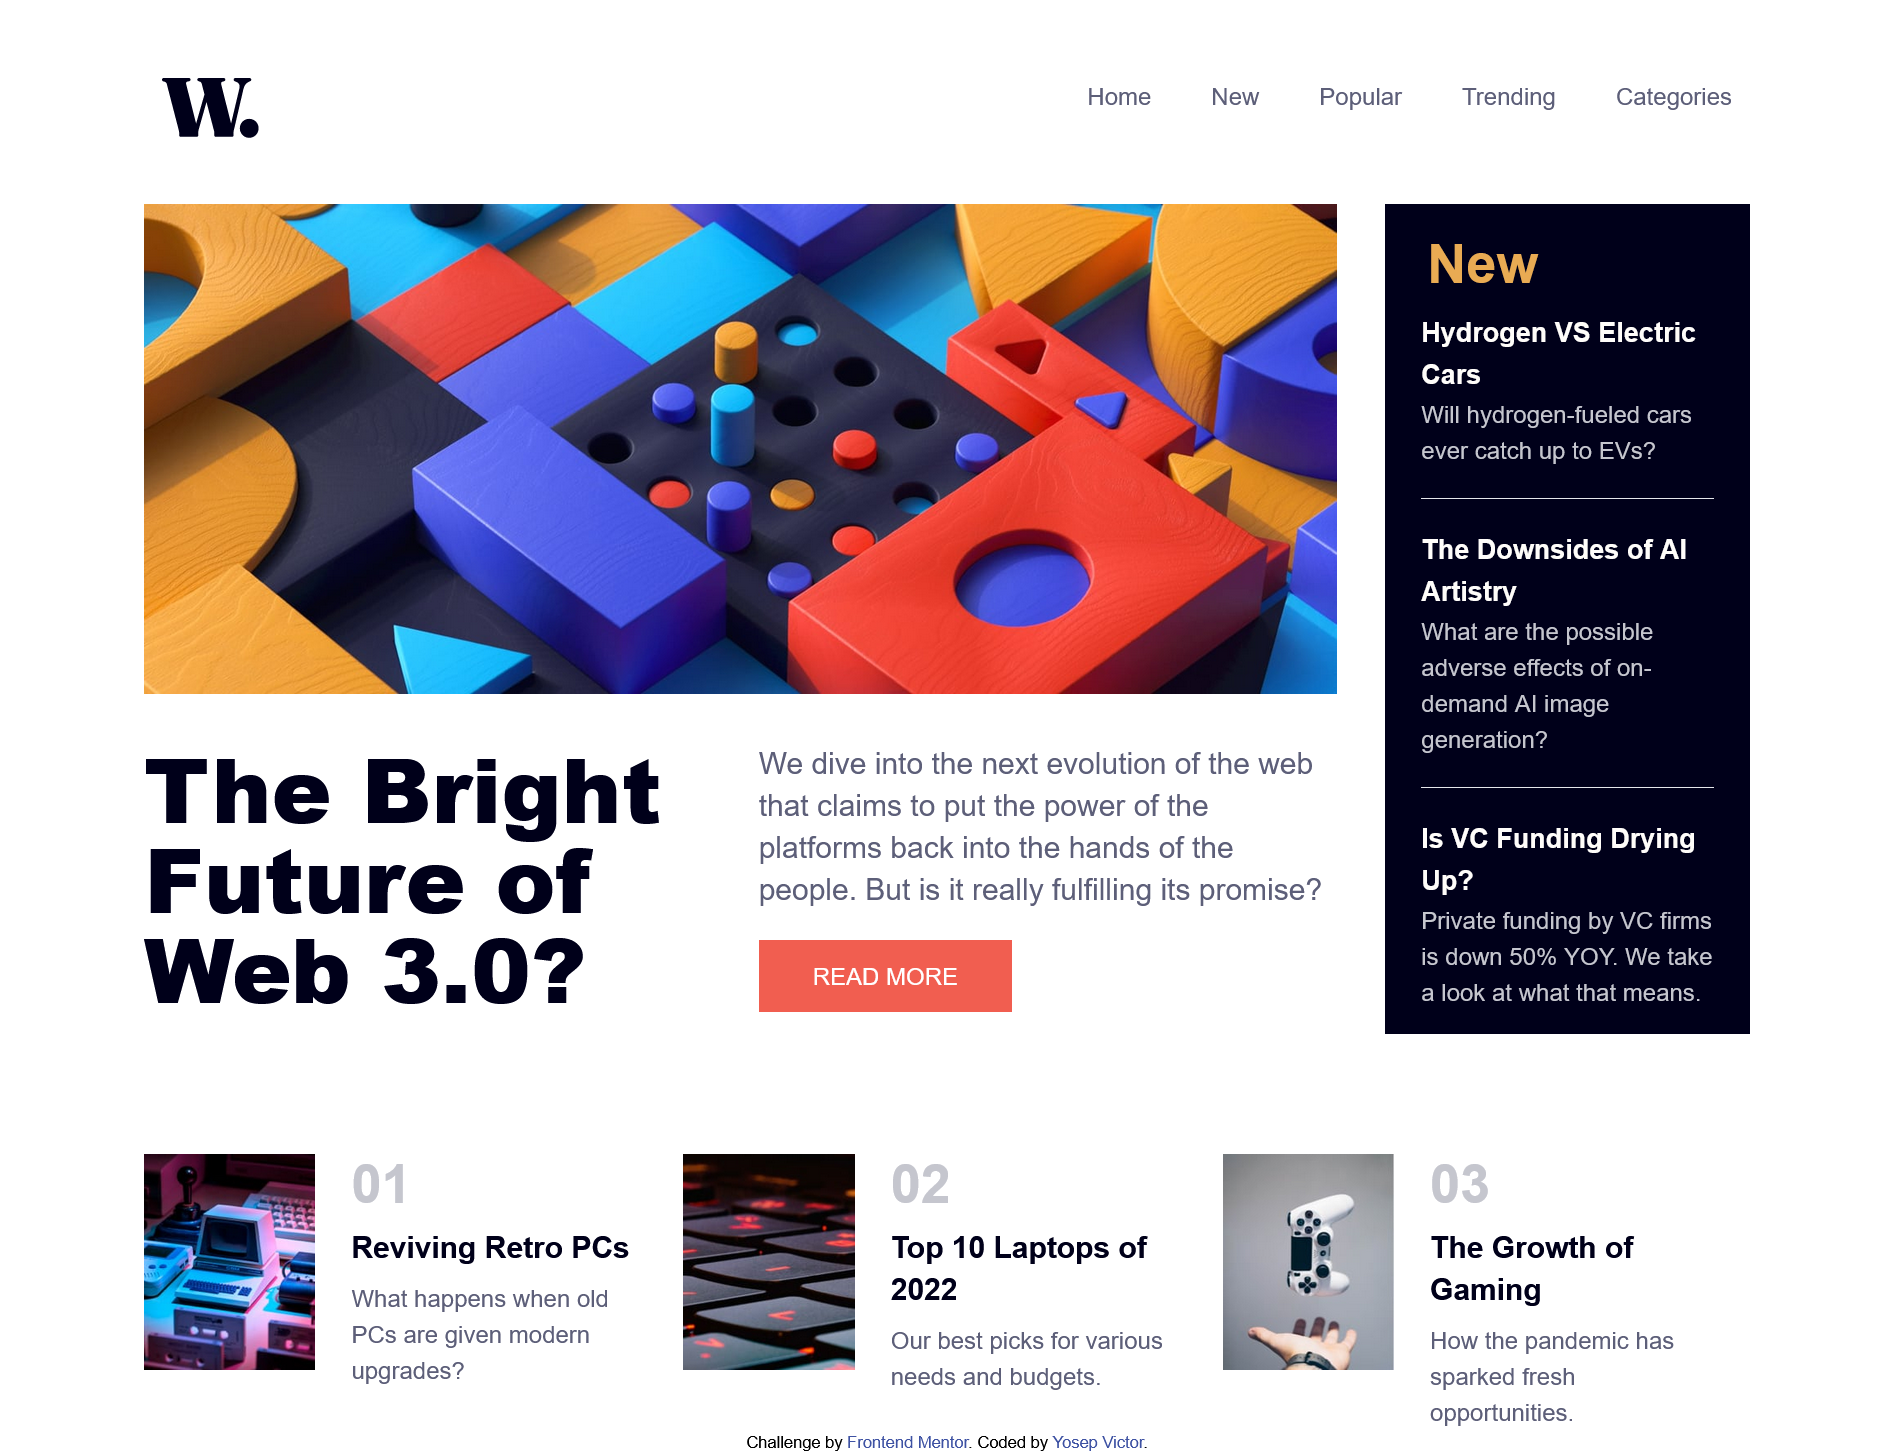 W.
Home New Popular Trending Categories
The Bright
Future of
Web 3.0?
We dive into the next evolution of the web
that claims to put the power of the
platforms back into the hands of the
people. But is it really fulfilling its promise?
READ MORE
New
Hydrogen VS Electric
Cars
Will hydrogen-fueled cars
ever catch up to EVs?
The Downsides of AI
Artistry
What are the possible
adverse effects of on-
demand AI image
generation?
Is VC Funding Drying
Up?
Private funding by VC firms
is down 50% YOY. We take
a look at what that means.
01
Reviving Retro PCs
What happens when old
PCs are given modern
upgrades?
02
Top 10 Laptops of
2022
Our best picks for various
needs and budgets.
03
The Growth of
Gaming
How the pandemic has
sparked fresh
opportunities.
Challenge by Frontend Mentor. Coded by Yosep Victor.